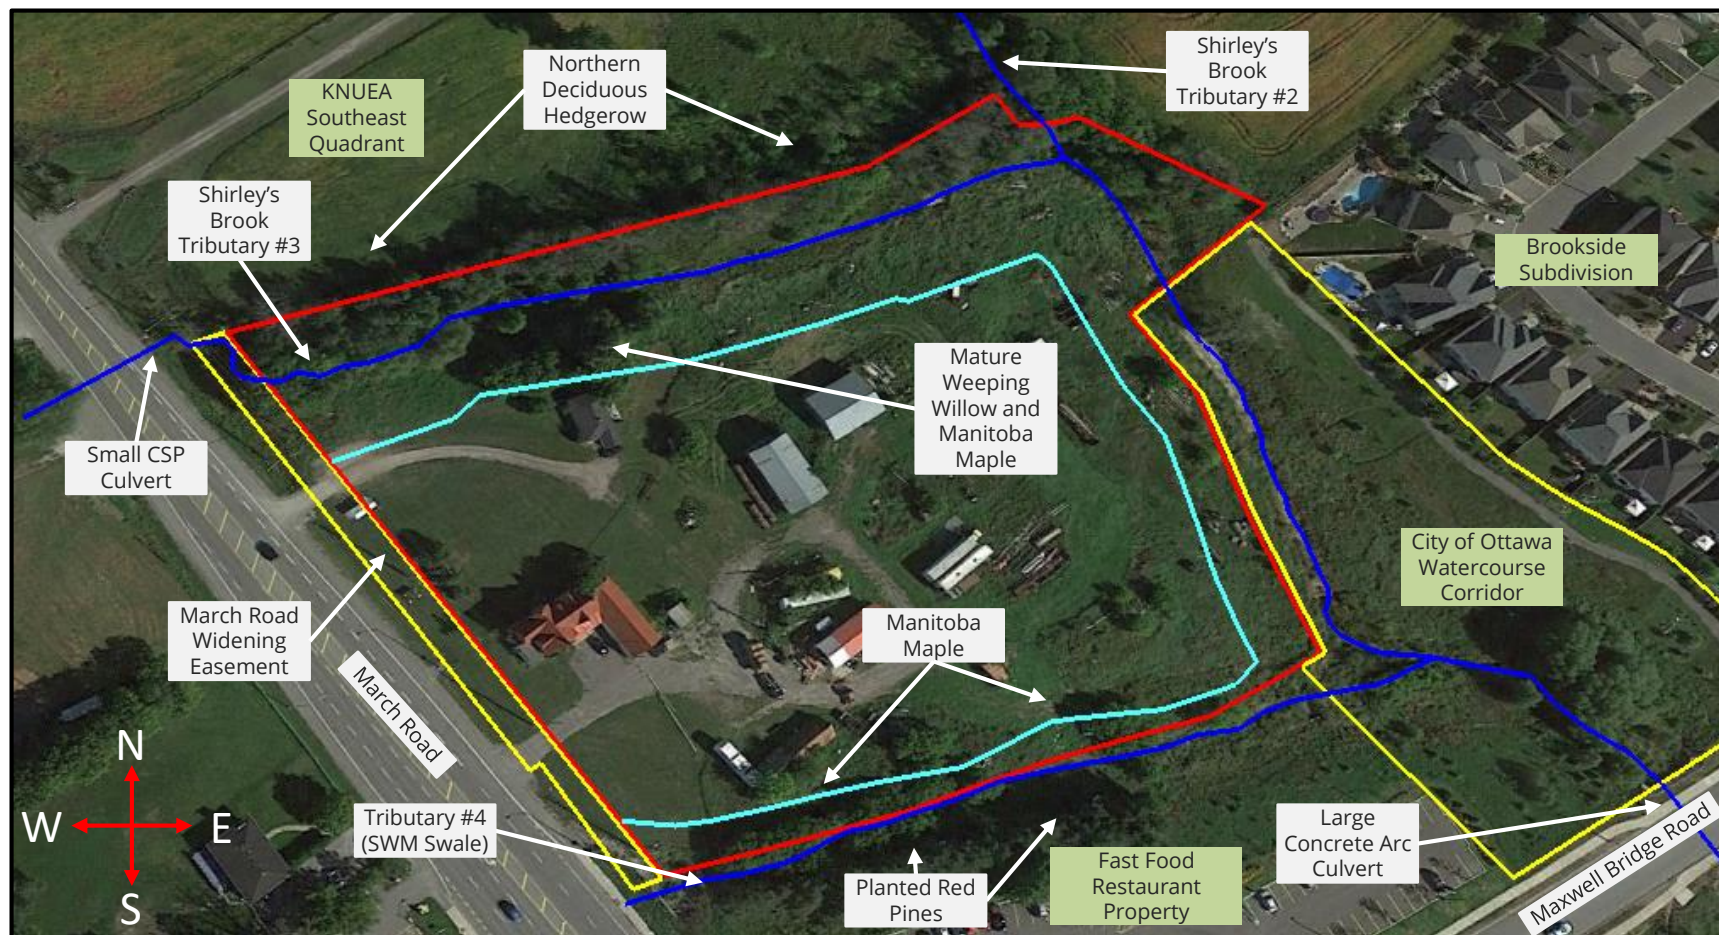 Shirley's
Brook
Tributary #2
Northern
Deciduous
Hedgerow
KNUEA
Southeast
Quadrant
Shirley's
Brook
Tributary #3
Brookside
Subdivision
Mature
Weeping
Willow and
Manitoba
Maple
Small CSP
Culvert
City of Ottawa
Watercourse
Corridor
March Road
Widening
Easement
Manitoba
Maple
March Road
N
W
E
S
Tributary #4
(SWM Swale)
Large
Concrete Arc
Culvert
Fast Food
Restaurant
Property
Planted Red
Pines
Maxwell Bridge Road